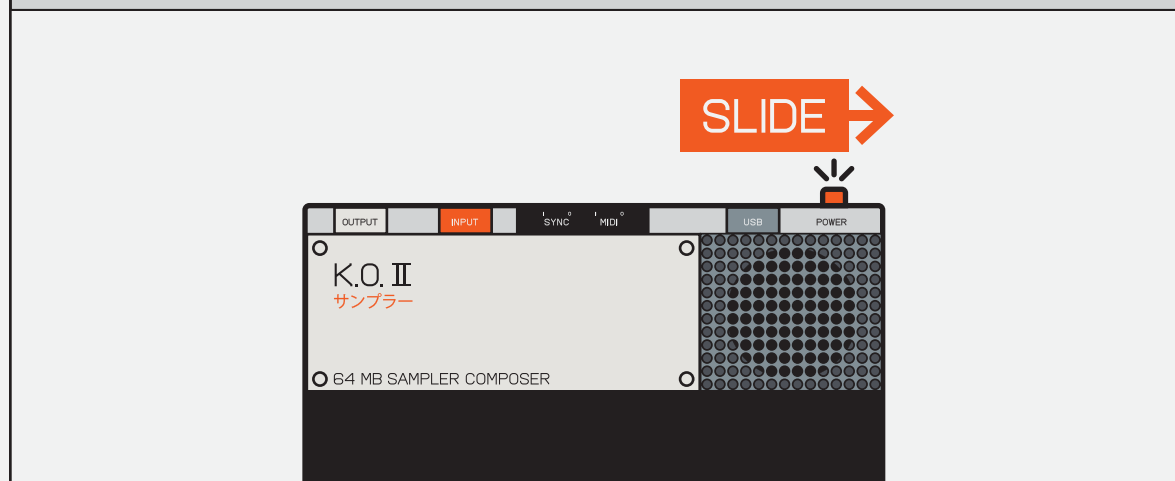 SLIDE
OUTPUT INPUT SYNC MIDI USB POWER
K.O. II
サンプラー
64 MB SAMPLER COMPOSER